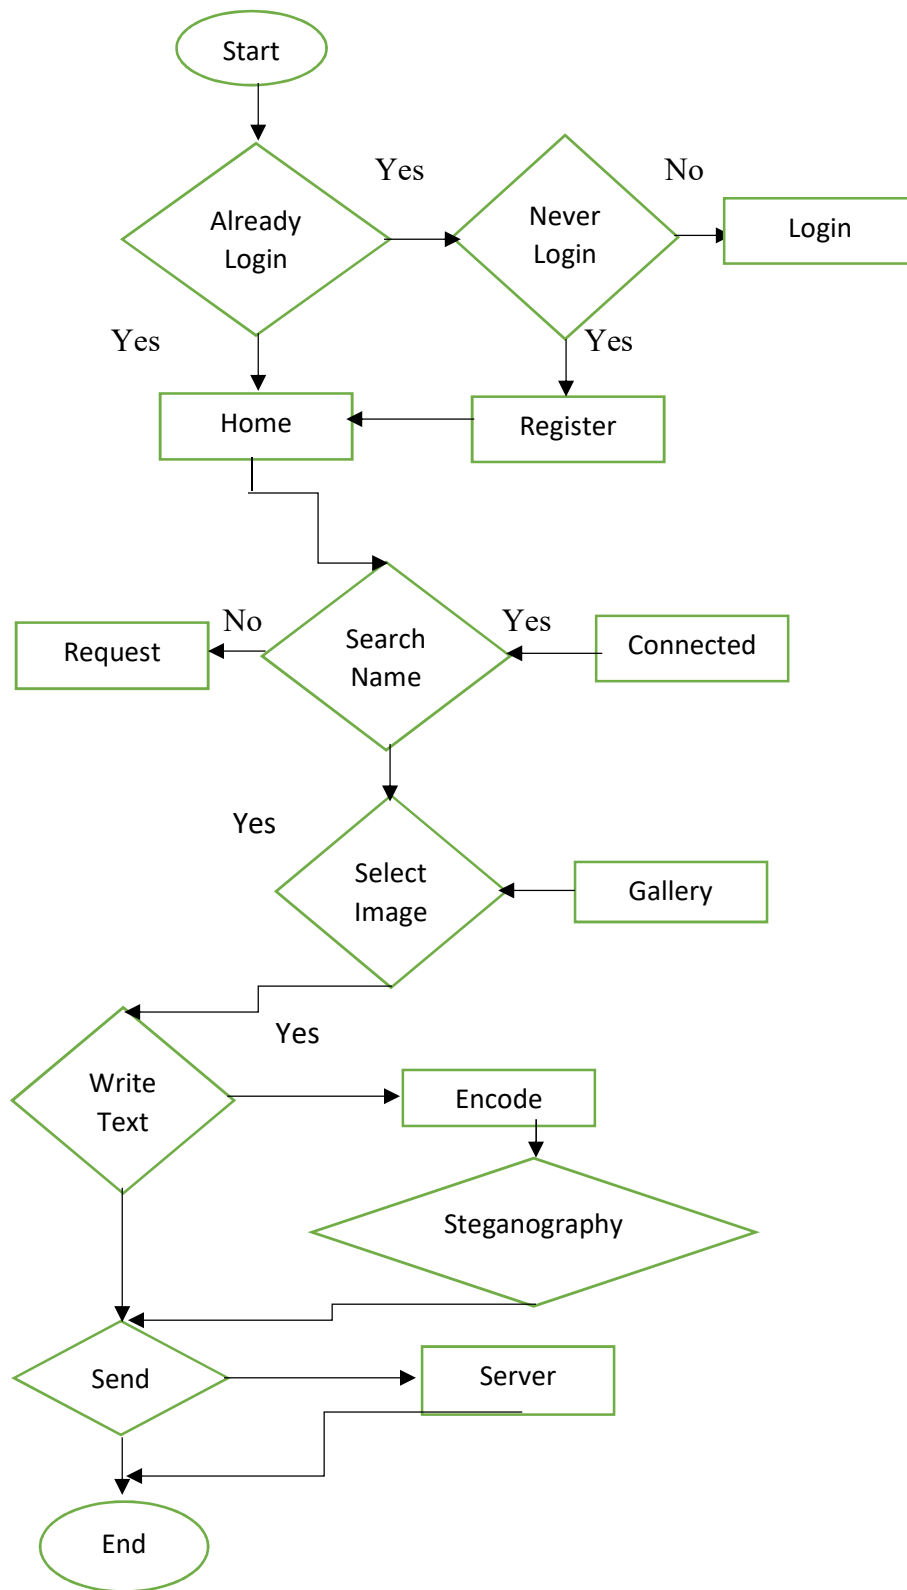 Start
Yes
No
Already
Login
Never
Login
Login
Yes
Yes
Home
Register
No
Yes
Request
Search
Name
Connected
Yes
Select
Image
Gallery
Yes
Write
Text
Encode
Steganography
Send
Server
End